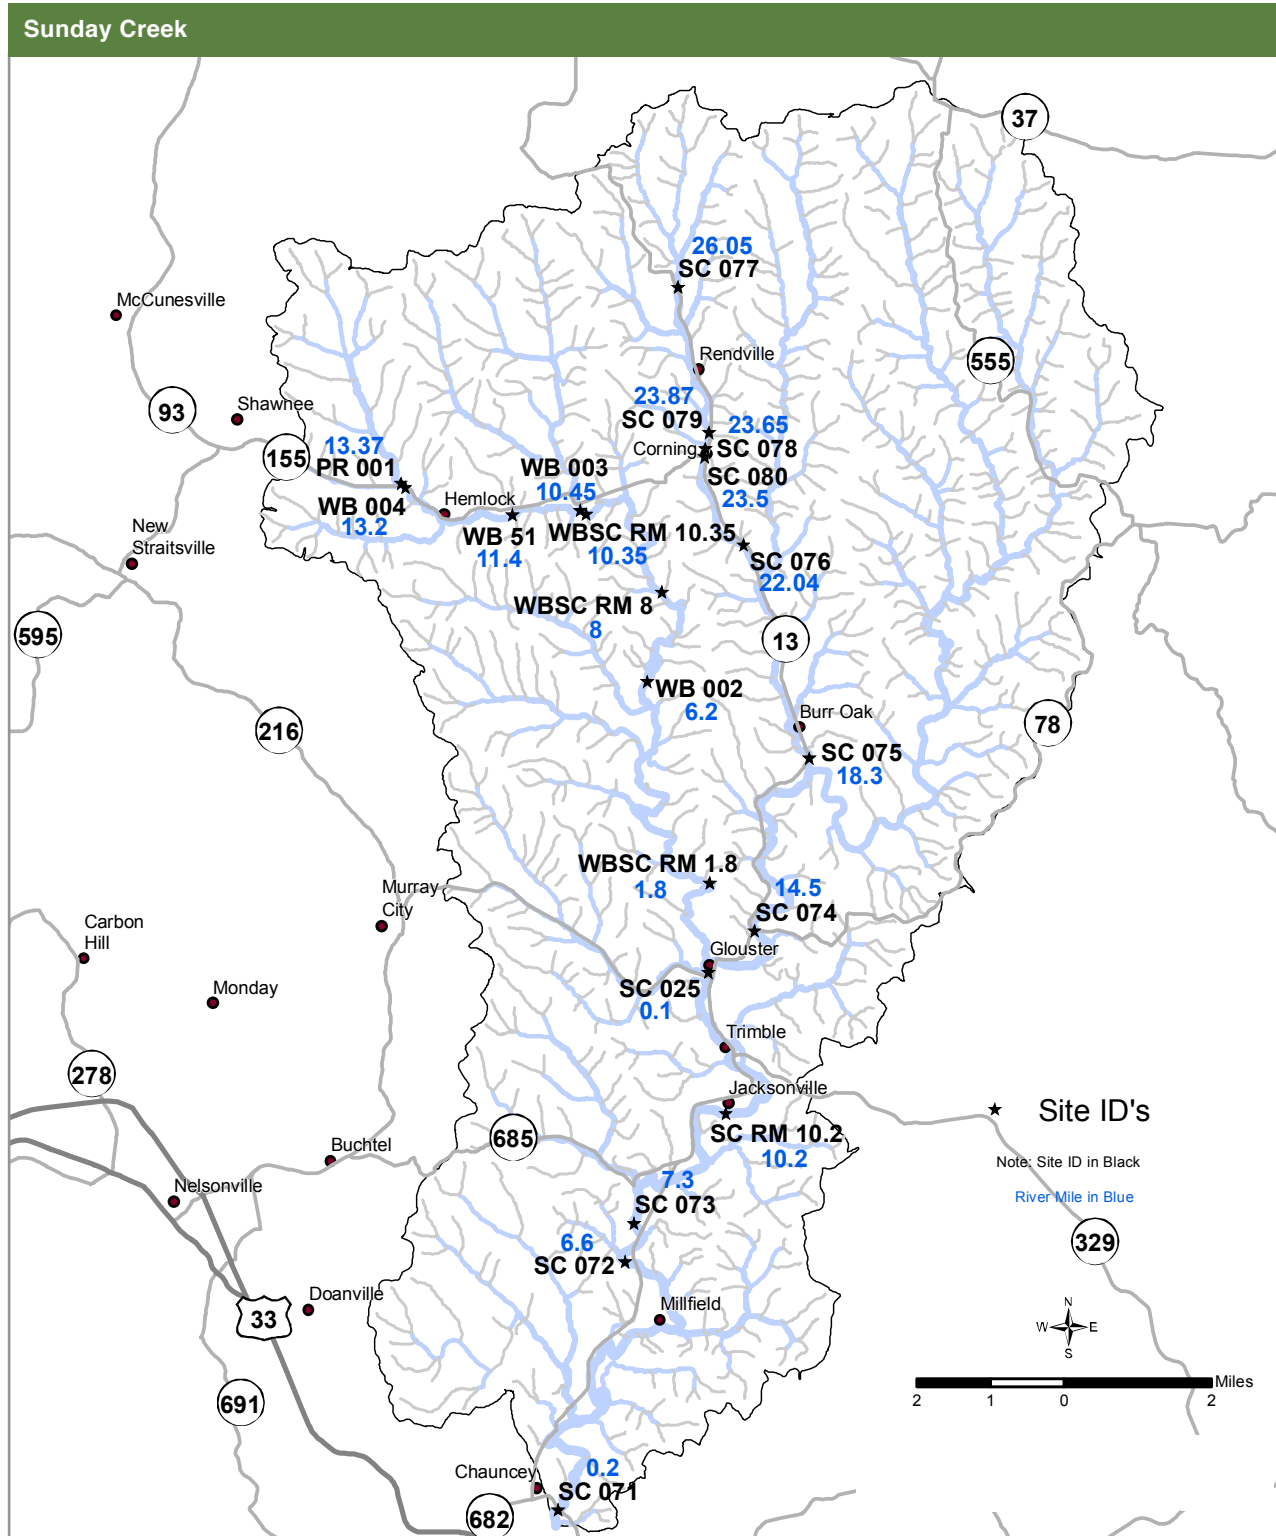 Sunday Creek
37
26.05
SC 077
McCunesville
Rendville
555
23.87
93
Shawnee
SC 079
23.65
155
13.37
Corning
SC 078
PR 001
WB 003
SC 080
Hemlock
10.45
23.5
WB 004
13.2
New
Straitsville
WB 51
11.4
WBSC RM 10.35
10.35
SC 076
22.04
WBSC RM 8
8
595
13
WB 002
6.2
Burr Oak
78
216
SC 075
18.3
WBSC RM 1.8
1.8
14.5
SC 074
Murray
City
Carbon
Hill
Glouster
Monday
SC 025
0.1
Trimble
278
Jacksonville
Site ID's
685
SC RM 10.2
10.2
Buchtel
Note: Site ID in Black
7.3
SC 073
Nelsonville
River Mile in Blue
6.6
SC 072
329
Doanville
Millfield
33
N
W E
S
691
Miles
2 1 0 2
Chauncey
0.2
SC 071
682